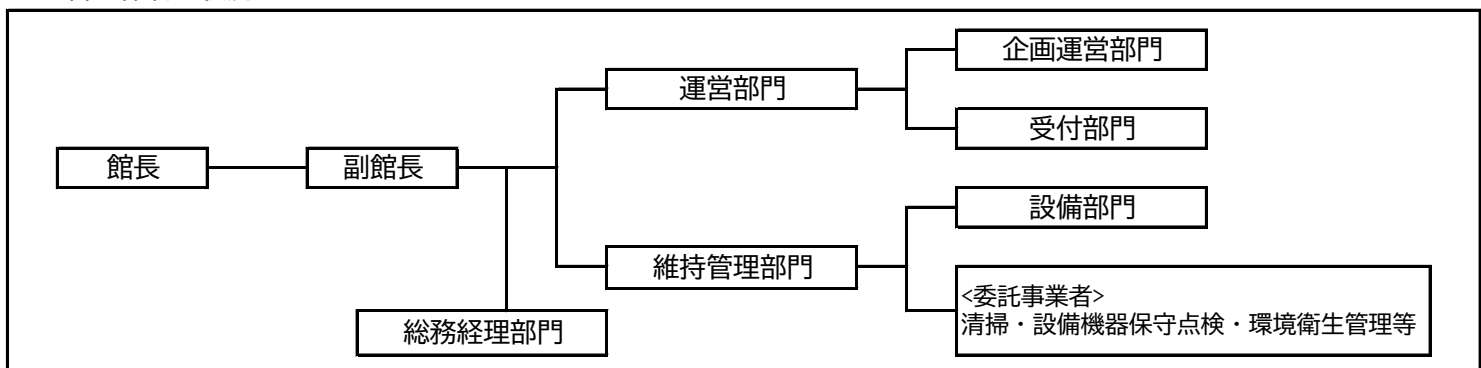 企画運営部門
運営部門
受付部門
館長
副館長
設備部門
維持管理部門
<委託事業者>
清掃・設備機器保守点検・環境衛生管理等
総務経理部門